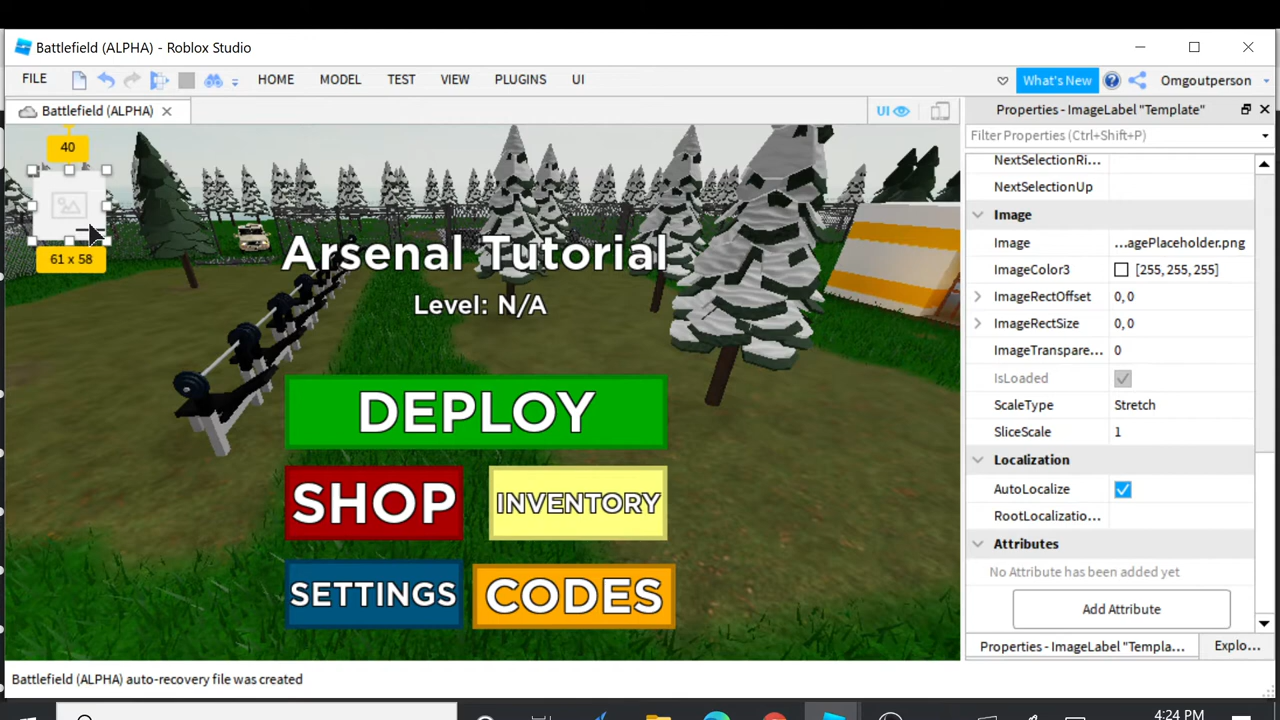 Battlefield (ALPHA) - Roblox Studio
FILE HOME MODEL TEST VIEW PLUGINS UI What's New Omgoutperson
Battlefield (ALPHA) UI Properties - ImageLabel "Template"
Filter Properties (Ctrl+Shift+P)
40
61 x 58
Arsenal Tutorial
Level: N/A
DEPLOY
SHOP INVENTORY
SETTINGS CODES
NextSelectionRi...
NextSelectionUp
Image
Image ...agePlaceholder.png
ImageColor3 [255, 255, 255]
ImageRectOffset 0, 0
ImageRectSize 0, 0
ImageTranspare... 0
IsLoaded
ScaleType Stretch
SliceScale 1
Localization
AutoLocalize
RootLocalizatio...
Attributes
No Attribute has been added yet
Add Attribute
Properties - ImageLabel "Templa... Explo...
Battlefield (ALPHA) auto-recovery file was created
4:24 PM